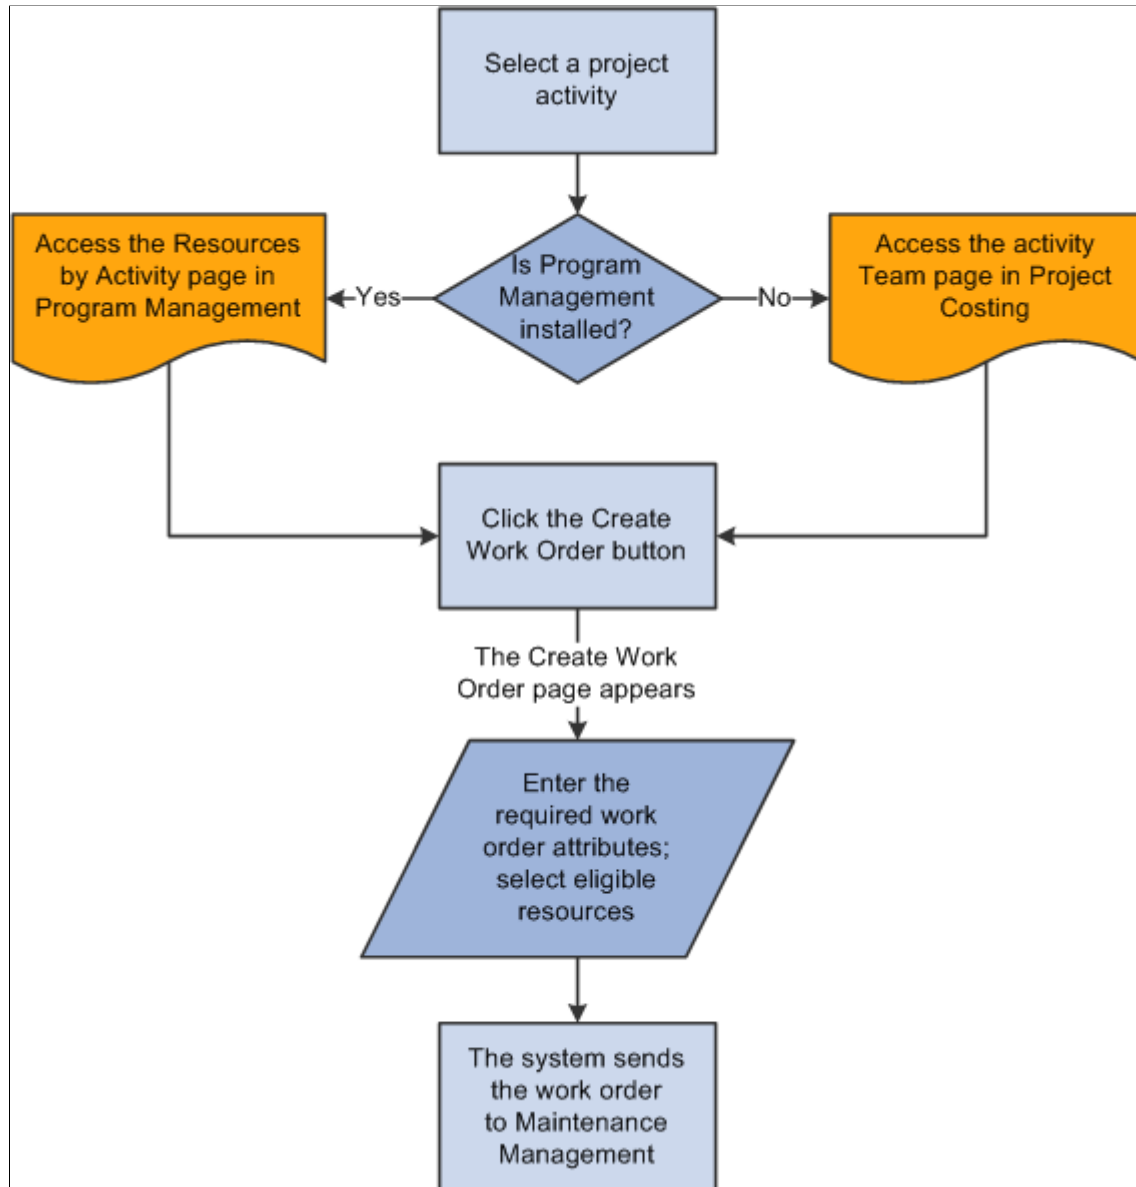 Select a project
activity
Access the Resources
by Activity page in
Program Management
Yes
Is Program
Management
installed?
No
Access the activity
Team page in Project
Costing
Click the Create
Work Order button
The Create Work
Order page appears
Enter the
required work
order attributes;
select eligible
resources
The system sends
the work order
to Maintenance
Management